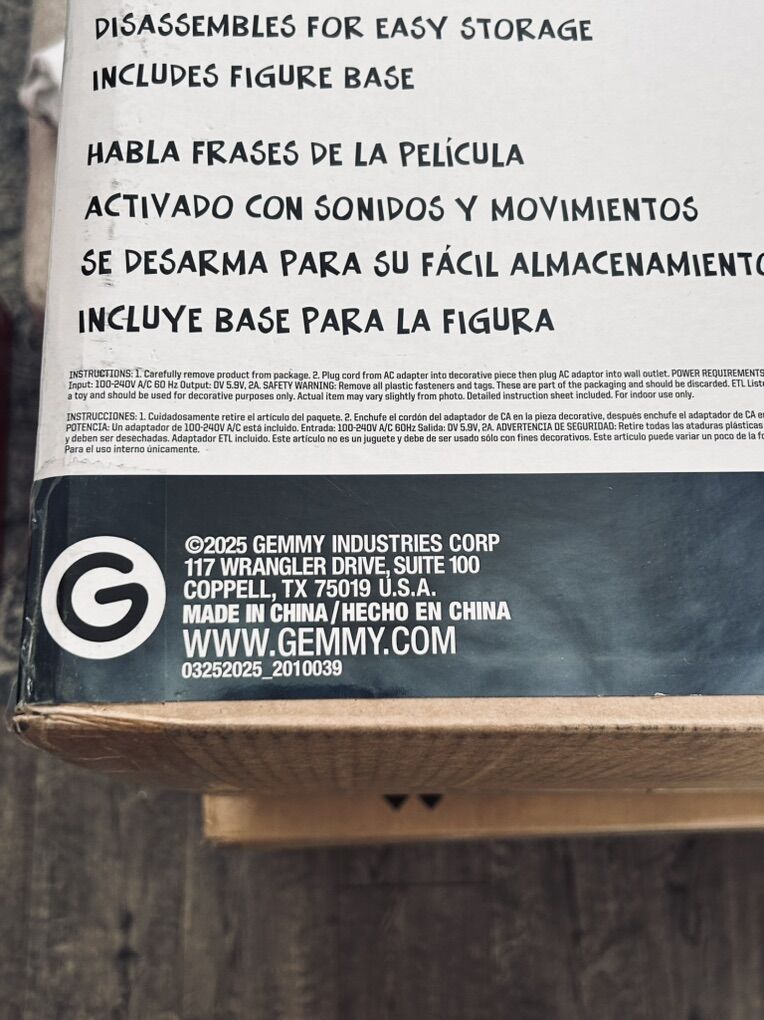 DISASSEMBLES FOR EASY STORAGE
INCLUDES FIGURE BASE
HABLA FRASES DE LA PELÍCULA
ACTIVADO CON SONIDOS Y MOVIMIENTOS
SE DESARMA PARA SU FÁCIL ALMACENAMIENTO
INCLUYE BASE PARA LA FIGURA
INSTRUCTIONS: 1. Carefully remove product from package. 2. Plug cord from AC adapter into decorative piece then plug AC adaptor into wall outlet. POWER REQUIREMENTS
Input: 100-240V A/C 60 Hz Output: DV 5.9V, 2A. SAFETY WARNING: Remove all plastic fasteners and tags. These are part of the packaging and should be discarded. ETL Liste
a toy and should be used for decorative purposes only. Actual item may vary slightly from photo. Detailed instruction sheet included. For indoor use only.
INSTRUCCIONES: 1. Cuidadosamente retire el artículo del paquete. 2. Enchufe el cordón del adaptador de CA en la pieza decorativa, después enchufe el adaptador de CA en
POTENCIA: Un adaptador de 100-240V A/C está incluido. Entrada: 100-240V A/C 60Hz Salida: DV 5.9V, 2A. ADVERTENCIA DE SEGURIDAD: Retire todas las ataduras plásticas
y deben ser desechadas. Adaptador ETL incluido. Este artículo no es un juguete y debe de ser usado sólo con fines decorativos. Este artículo puede variar un poco de la fo
Para el uso interno únicamente.
G
©2025 GEMMY INDUSTRIES CORP
117 WRANGLER DRIVE, SUITE 100
COPPELL, TX 75019 U.S.A.
MADE IN CHINA/HECHO EN CHINA
WWW.GEMMY.COM
03252025_2010039